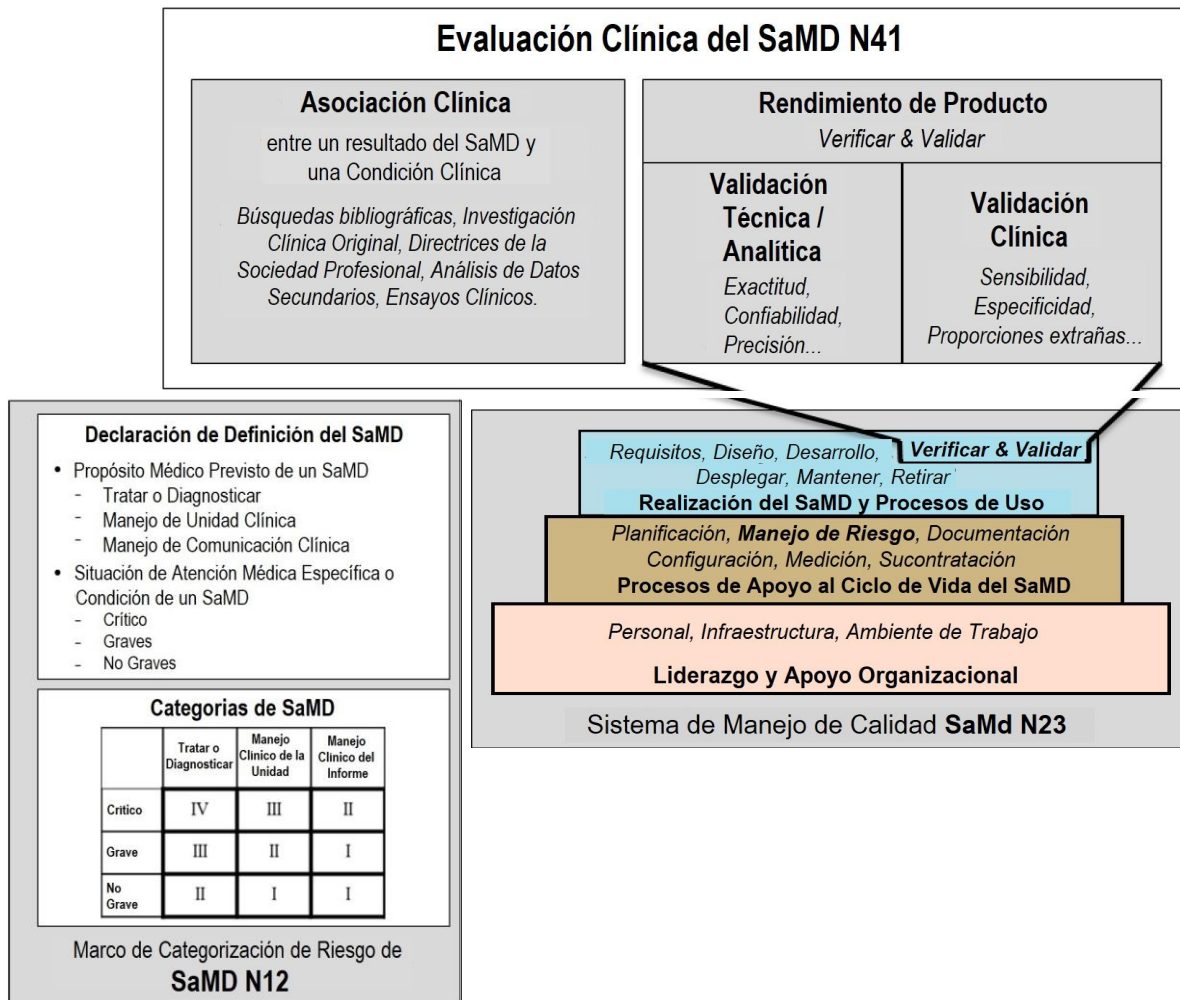 Evaluación Clínica del SaMD N41
Asociación Clínica
entre un resultado del SaMD y
una Condición Clínica
Búsquedas bibliográficas, Investigación
Clínica Original, Directrices de la
Sociedad Profesional, Análisis de Datos
Secundarios, Ensayos Clínicos.
Rendimiento de Producto
Verificar & Validar
Validación
Técnica /
Analítica
Exactitud,
Confiabilidad,
Precisión...
Validación
Clínica
Sensibilidad,
Especificidad,
Proporciones extrañas...
Declaración de Definición del SaMD
• Propósito Médico Previsto de un SaMD
- Tratar o Diagnosticar
- Manejo de Unidad Clínica
- Manejo de Comunicación Clínica
• Situación de Atención Médica Específica o
Condición de un SaMD
- Crítico
- Graves
- No Graves
Categorias de SaMD
Tratar o
Diagnosticar
Manejo
Clinico de la
Unidad
Manejo
Clinico del
Informe
Critico
IV
III
II
Grave
III
II
I
No
Grave
II
I
I
Marco de Categorización de Riesgo de
SaMD N12
Requisitos, Diseño, Desarrollo, Verificar & Validar
Desplegar, Mantener, Retirar
Realización del SaMD y Procesos de Uso
Planificación, Manejo de Riesgo, Documentación
Configuración, Medición, Sucontratación
Procesos de Apoyo al Ciclo de Vida del SaMD
Personal, Infraestructura, Ambiente de Trabajo
Liderazgo y Apoyo Organizacional
Sistema de Manejo de Calidad SaMd N23